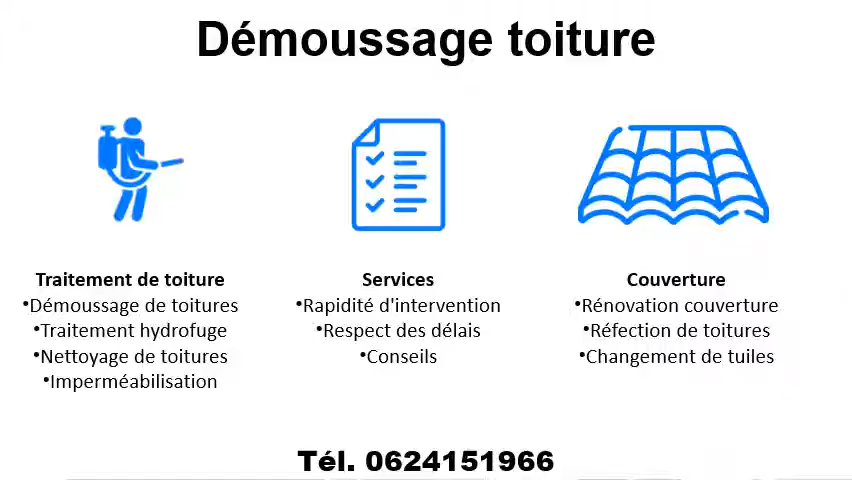 Démoussage toiture
Traitement de toiture
•Démoussage de toitures
•Traitement hydrofuge
•Nettoyage de toitures
•Imperméabilisation
Services
•Rapidité d'intervention
•Respect des délais
•Conseils
Couverture
•Rénovation couverture
•Réfection de toitures
•Changement de tuiles
Tél. 0624151966